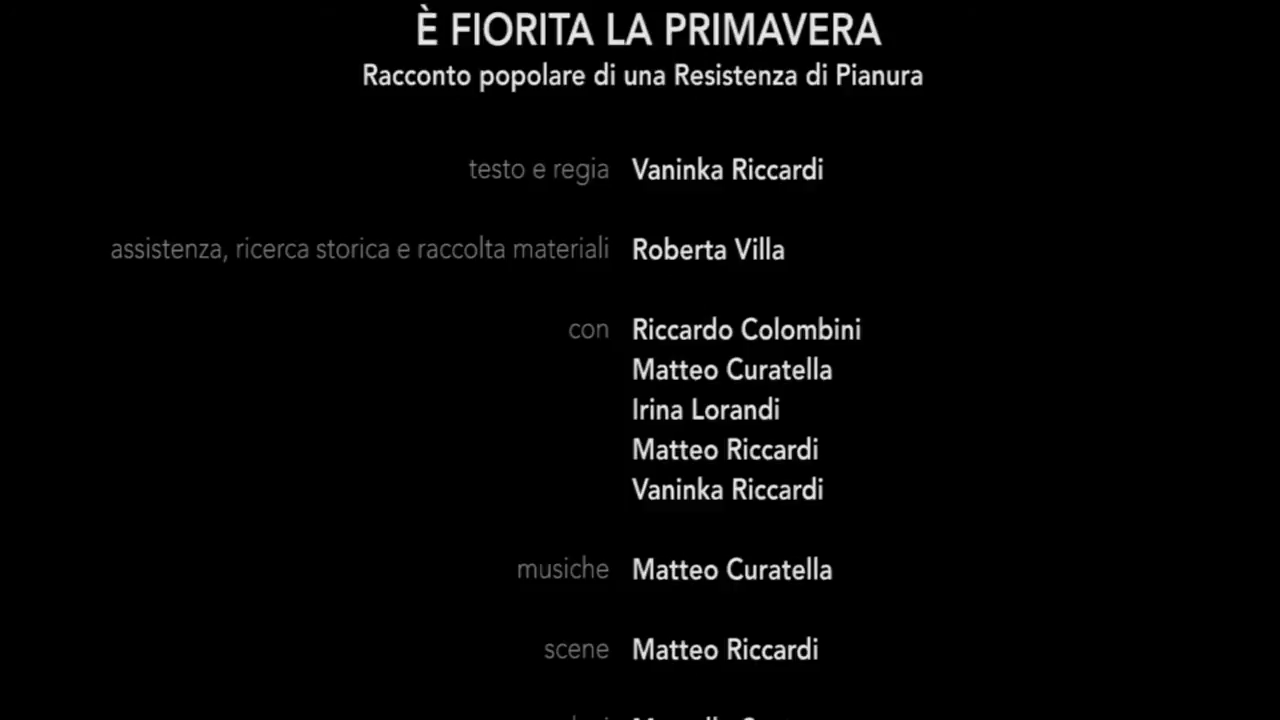 È FIORITA LA PRIMAVERA
Racconto popolare di una Resistenza di Pianura
testo e regia Vaninka Riccardi
assistenza, ricerca storica e raccolta materiali Roberta Villa
con Riccardo Colombini
Matteo Curatella
Irina Lorandi
Matteo Riccardi
Vaninka Riccardi
musiche Matteo Curatella
scene Matteo Riccardi